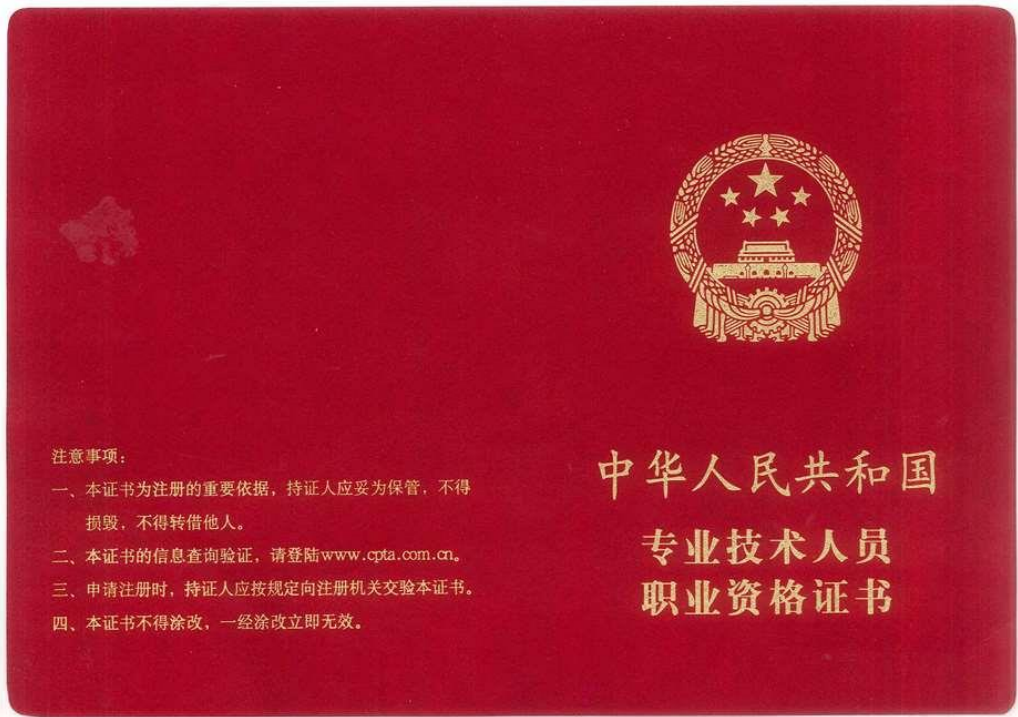 注意事项：
一、本证书为注册的重要依据，持证人应妥为保管，不得
损毁，不得转借他人。
二、本证书的信息查询验证，请登陆www.cpta.com.cn。
三、申请注册时，持证人应按规定向注册机关交验本证书。
四、本证书不得涂改，一经涂改立即无效。
中华人民共和国
专业技术人员
职业资格证书